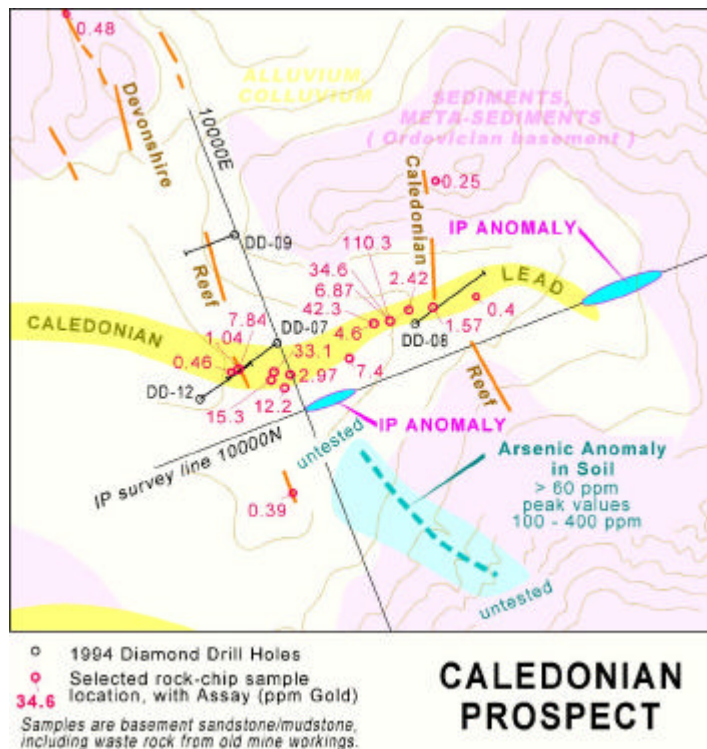 0.48
ALLUVIUM,
COLLUVIUM
SEDIMENTS,
META-SEDIMENTS
( Ordovician basement )
Devonshire
Reef
10000E
Caledonian
0.25
110.3
IP ANOMALY
DD-09
34.6
6.87
2.42
42.3
LEAD
CALEDONIAN
7.84
1.04
DD-07
4.6
0.4
1.57
DD-08
0.46
33.1
7.4
2.97
Reef
DD-12
15.3
12.2
IP ANOMALY
IP survey line 10000N
untested
Arsenic Anomaly
in Soil
> 60 ppm
peak values
100 - 400 ppm
0.39
untested
1994 Diamond Drill Holes
Selected rock-chip sample
location, with Assay (ppm Gold)
34.6
Samples are basement sandstone/mudstone,
including waste rock from old mine workings.
CALEDONIAN
PROSPECT